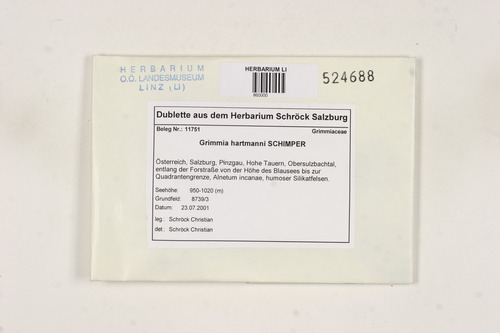 HERBARIUM
O.Ö. LANDESMUSEUM
LINZ (LI)
HERBARIUM LI
524688
Dublette aus dem Herbarium Schröck Salzburg
Beleg Nr.: 11751
Grimmiaceae
Grimmia hartmanni SCHIMPER
Österreich, Salzburg, Pinzgau, Hohe Tauern, Obersulzbachtal,
entlang der Forstraße von der Höhe des Blausees bis zur
Quadrantengrenze, Alnetum incanae, humoser Silikatfelsen.
Seehöhe: 950-1020 (m)
Grundfeld: 8739/3
Datum: 23.07.2001
leg.: Schröck Christian
det.: Schröck Christian